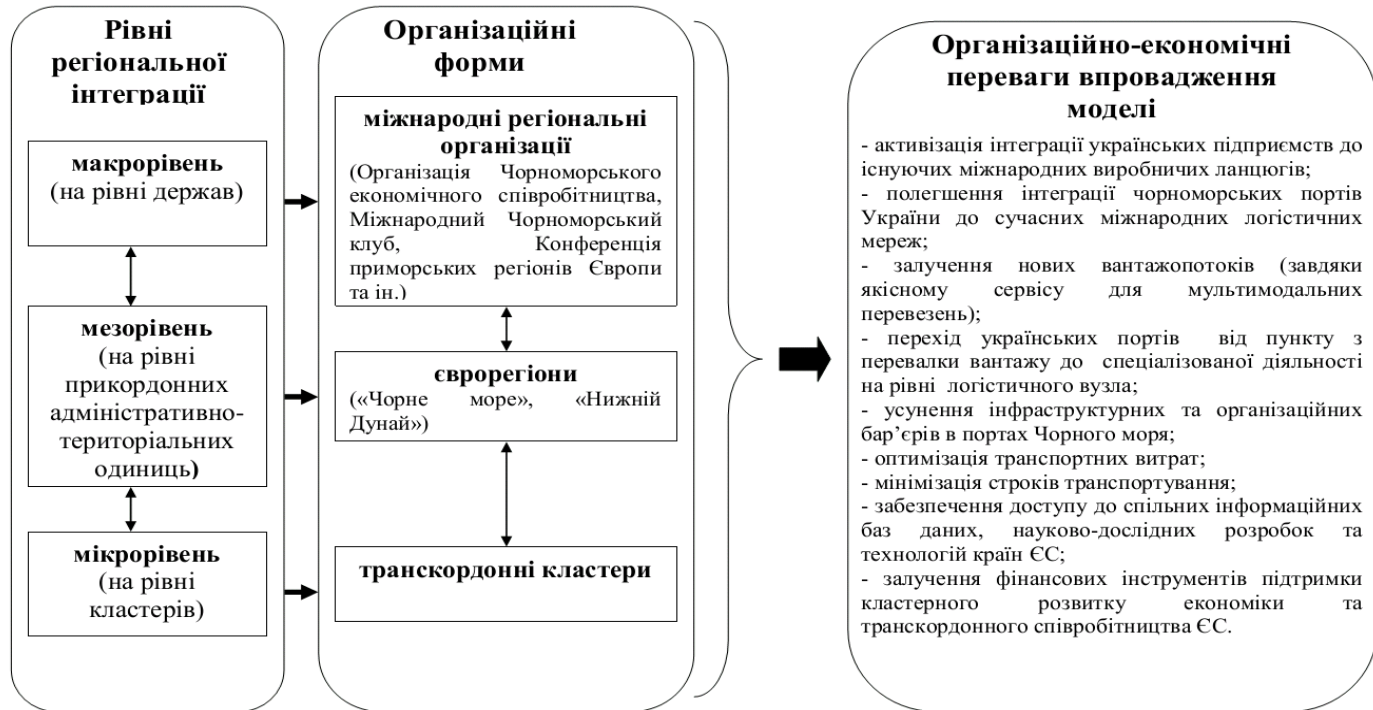 Рівні
регіональної
інтеграції
макрорівень
(на рівні держав)
мезорівень
(на рівні
прикордонних
адміністративно-
територіальних
одиниць)
мікрорівень
(на рівні
кластерів)
Організаційні
форми
міжнародні регіональні
організації
(Організація Чорноморського
економічного співробітництва,
Міжнародний Чорноморський
клуб, Конференція
приморських регіонів Європи
та ін.)
єврорегіони
(«Чорне море», «Нижній
Дунай»)
транскордонні кластери
Організаційно-економічні
переваги впровадження
моделі
- активізація інтеграції українських підприємств до
існуючих міжнародних виробничих ланцюгів;
- полегшення інтеграції чорноморських портів
України до сучасних міжнародних логістичних
мереж;
- залучення нових вантажопотоків (завдяки
якісному сервісу для мультимодальних
перевезень);
- перехід українських портів від пункту з
перевалки вантажу до спеціалізованої діяльності
на рівні логістичного вузла;
- усунення інфраструктурних та організаційних
бар’єрів в портах Чорного моря;
- оптимізація транспортних витрат;
- мінімізація строків транспортування;
- забезпечення доступу до спільних інформаційних
баз даних, науково-дослідних розробок та
технологій країн ЄС;
- залучення фінансових інструментів підтримки
кластерного розвитку економіки та
транскордонного співробітництва ЄС.